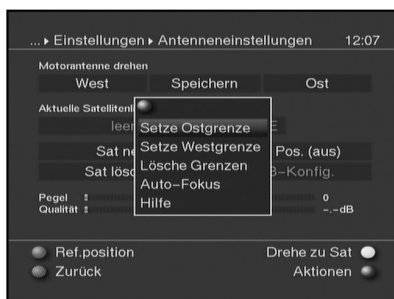 ... ▸ Einstellungen ▸ Antenneneinstellungen 12:07
Motorantenne drehen
West Speichern Ost
Aktuelle Satellitenli
leer E
Setze Ostgrenze
Sat ne Setze Westgrenze Pos. (aus)
Sat lösc Lösche Grenzen B-Konfig.
Auto-Fokus
Pegel Hilfe 0
Qualität -.-dB
Ref.position Drehe zu Sat
Zurück Aktionen